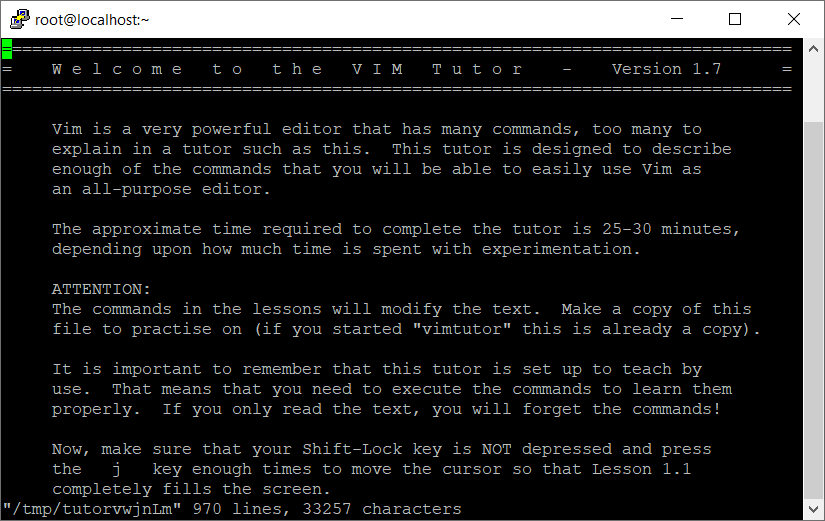 root@localhost:~
===============================================================================
=    W e l c o m e   t o   t h e   V I M   T u t o r    -    Version 1.7      =
===============================================================================

     Vim is a very powerful editor that has many commands, too many to
     explain in a tutor such as this.  This tutor is designed to describe
     enough of the commands that you will be able to easily use Vim as
     an all-purpose editor.

     The approximate time required to complete the tutor is 25-30 minutes,
     depending upon how much time is spent with experimentation.

     ATTENTION:
     The commands in the lessons will modify the text.  Make a copy of this
     file to practise on (if you started "vimtutor" this is already a copy).

     It is important to remember that this tutor is set up to teach by
     use.  That means that you need to execute the commands to learn them
     properly.  If you only read the text, you will forget the commands!

     Now, make sure that your Shift-Lock key is NOT depressed and press
     the   j   key enough times to move the cursor so that Lesson 1.1
     completely fills the screen.
"/tmp/tutorvwjnLm" 970 lines, 33257 characters